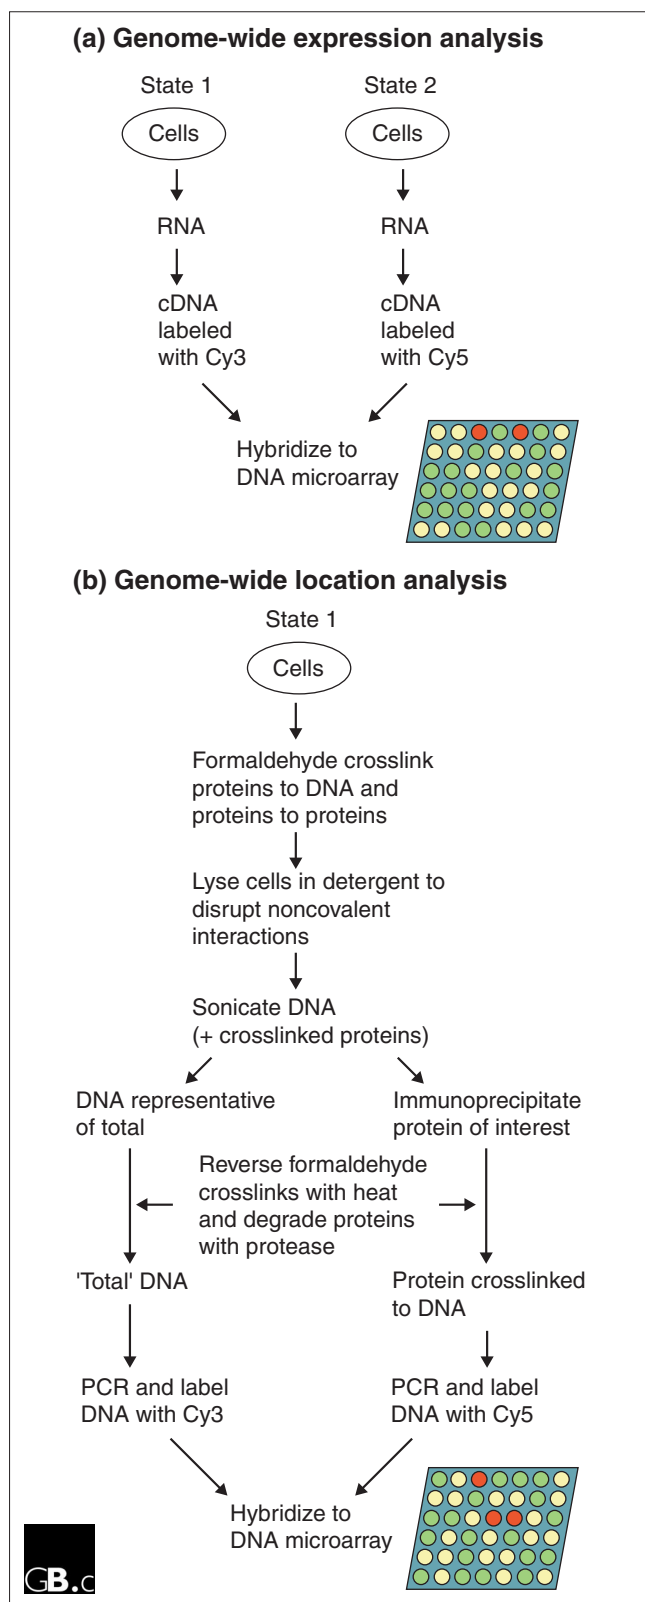 (a) Genome-wide expression analysis
State 1
State 2
Cells
Cells
RNA
RNA
cDNA
labeled
with Cy3
cDNA
labeled
with Cy5
Hybridize to
DNA microarray
(b) Genome-wide location analysis
State 1
Cells
Formaldehyde crosslink
proteins to DNA and
proteins to proteins
Lyse cells in detergent to
disrupt noncovalent
interactions
Sonicate DNA
(+ crosslinked proteins)
DNA representative
of total
Immunoprecipitate
protein of interest
Reverse formaldehyde
crosslinks with heat
and degrade proteins
with protease
'Total' DNA
Protein crosslinked
to DNA
PCR and label
DNA with Cy3
PCR and label
DNA with Cy5
Hybridize to
DNA microarray
GB.c